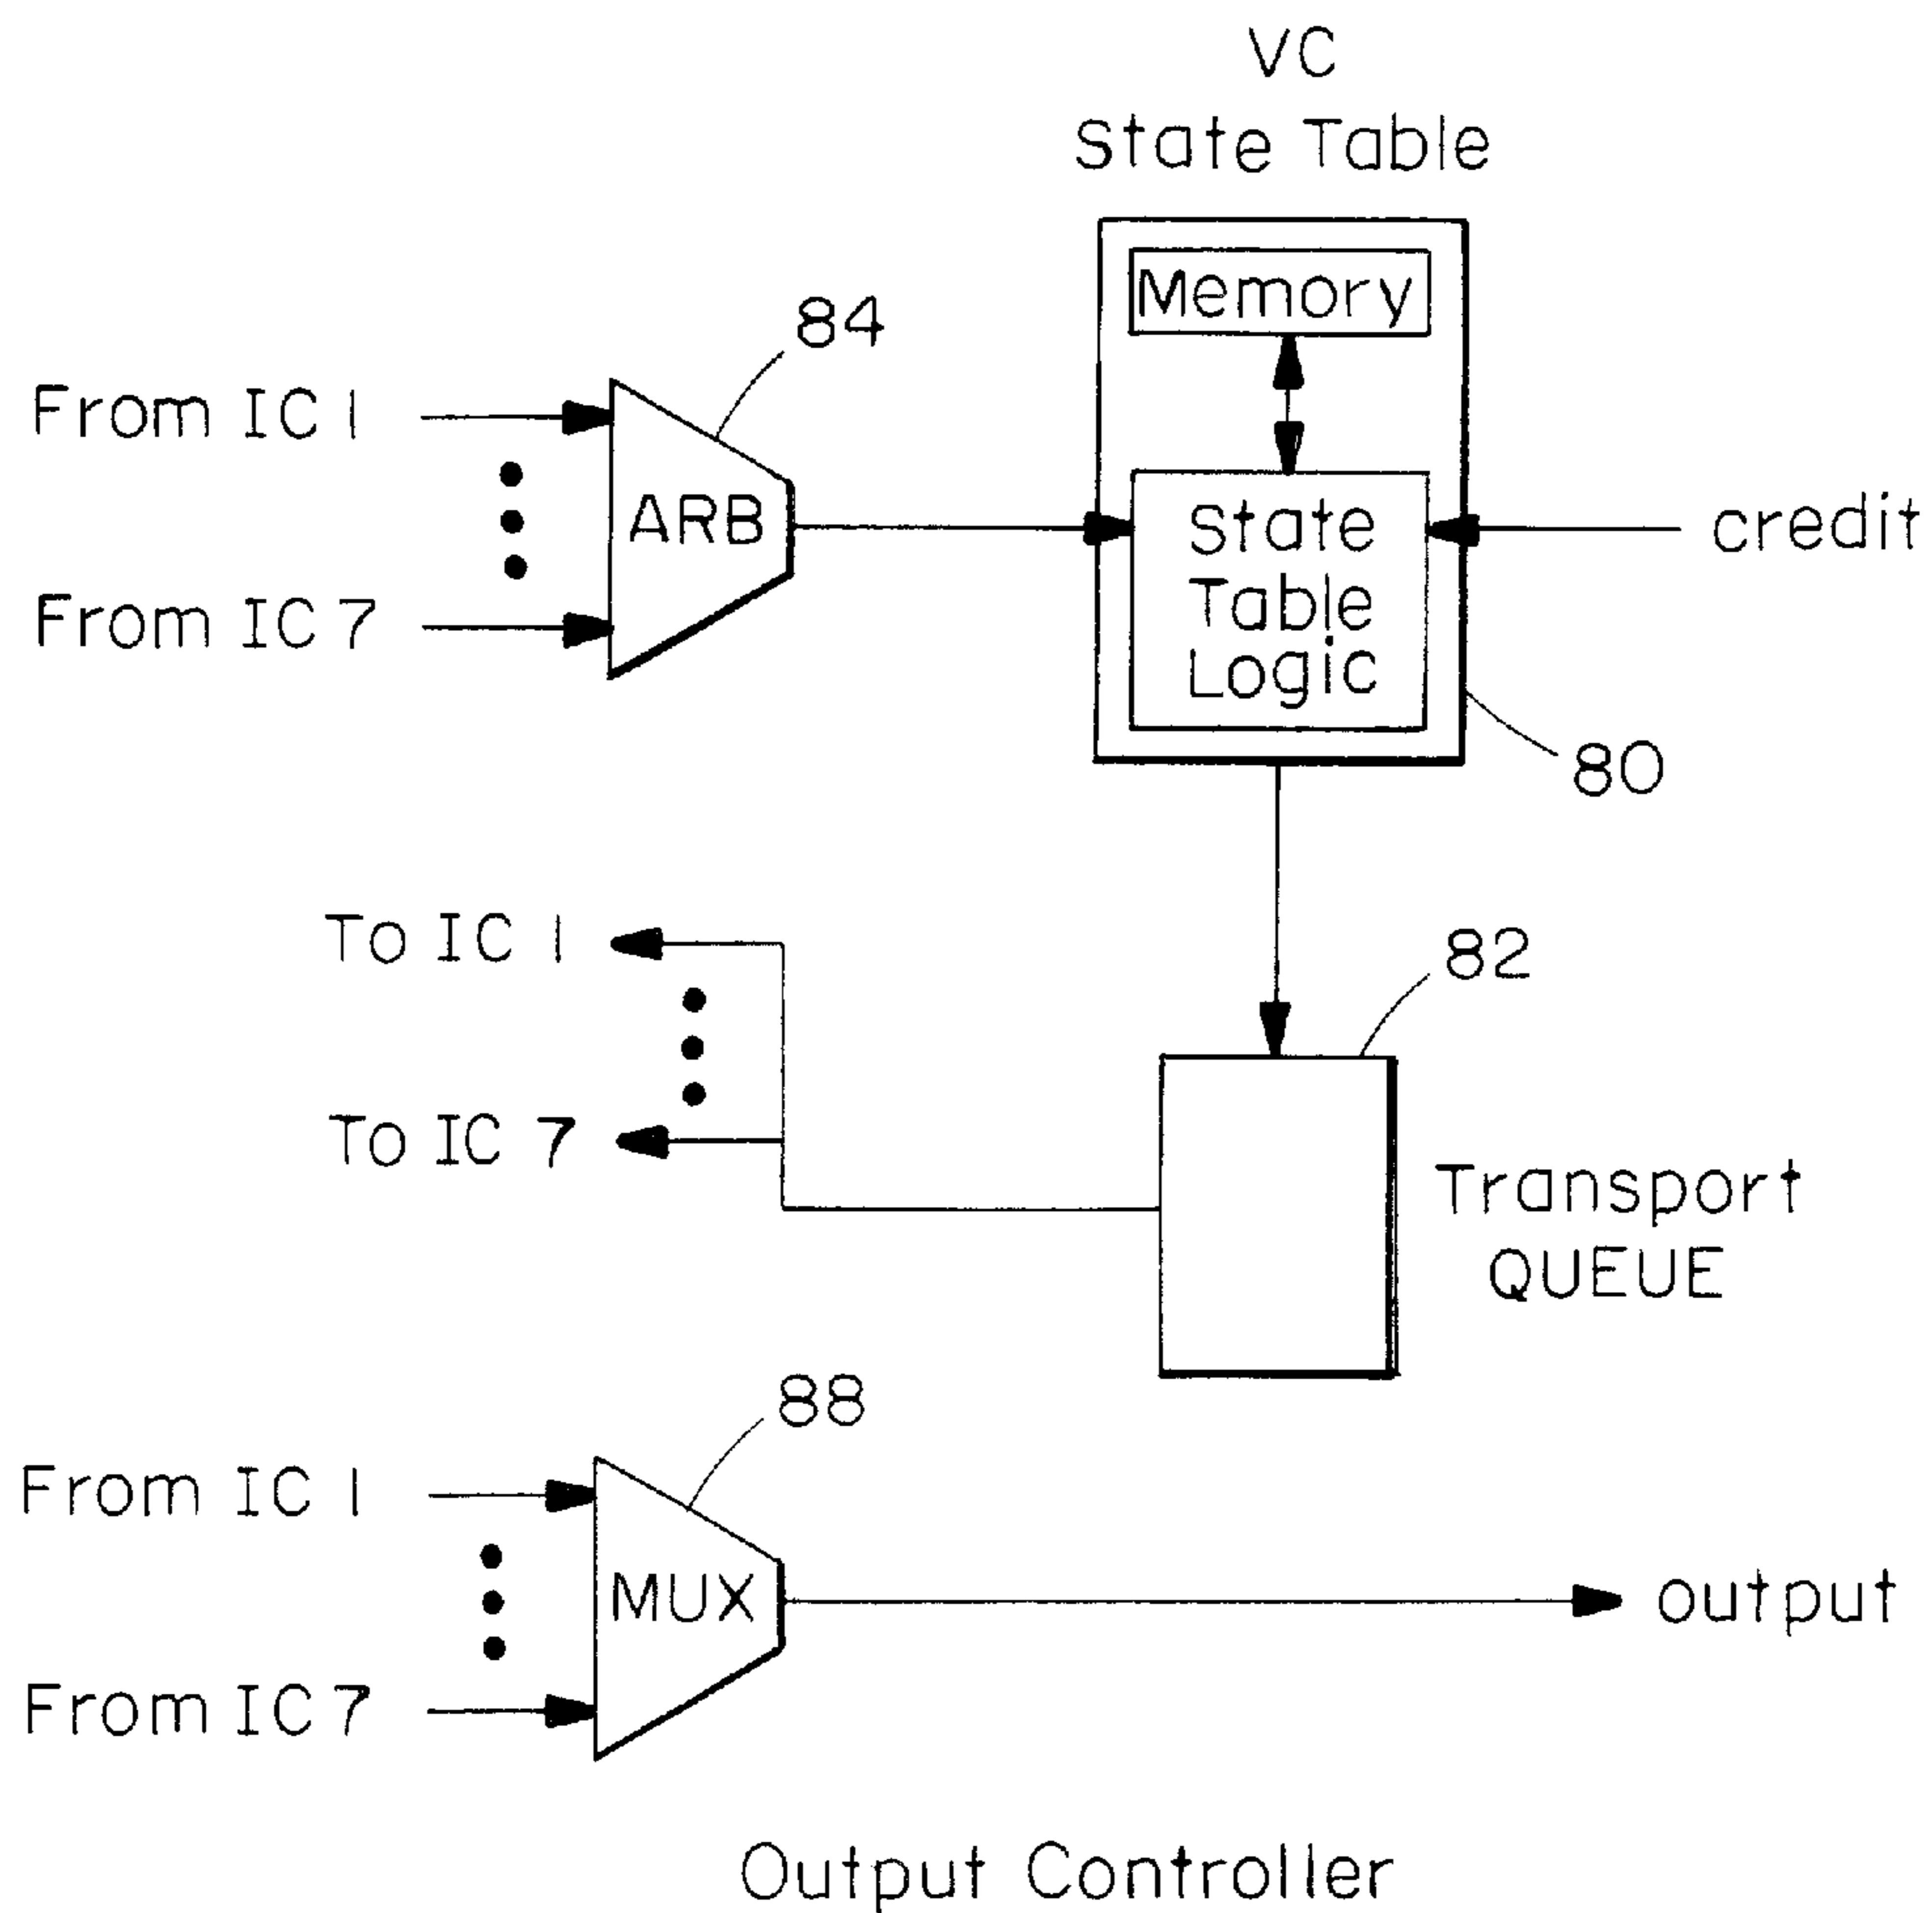 VC
State Table
Memory
84
From IC 1
ARB
State
Table
Logic
credit
From IC 7
80
To IC 1
82
To IC 7
Transport
QUEUE
88
From IC 1
MUX
output
From IC 7
Output Controller